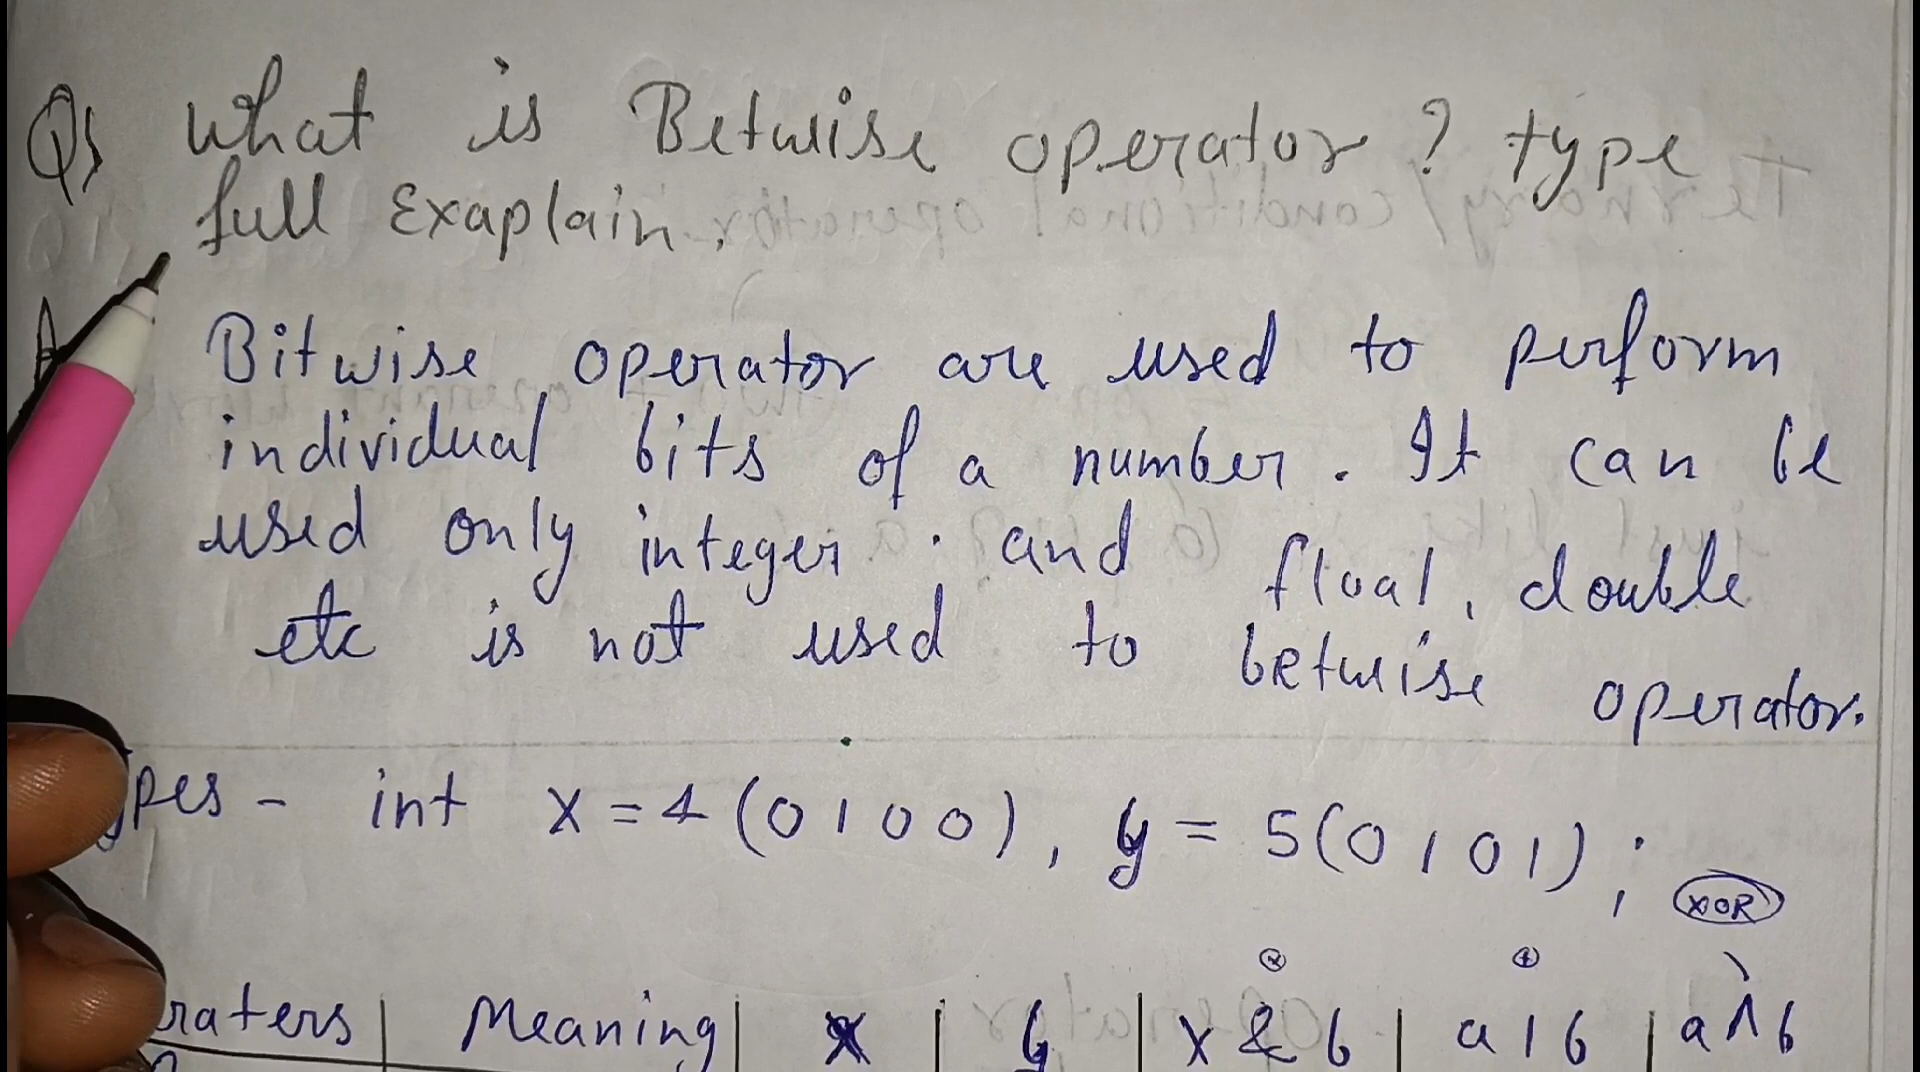 Qs What is Betwise operator? type
full Exaplain.
Bitwise operator are used to perform
individual bits of a number. It can be
used only integer. and float, double
etc is not used to betwise operator.
ypes - int x = 4 (0100), y = 5(0101);
XOR
raters | Meaning | x | y | x & b | a | b | a ^ b